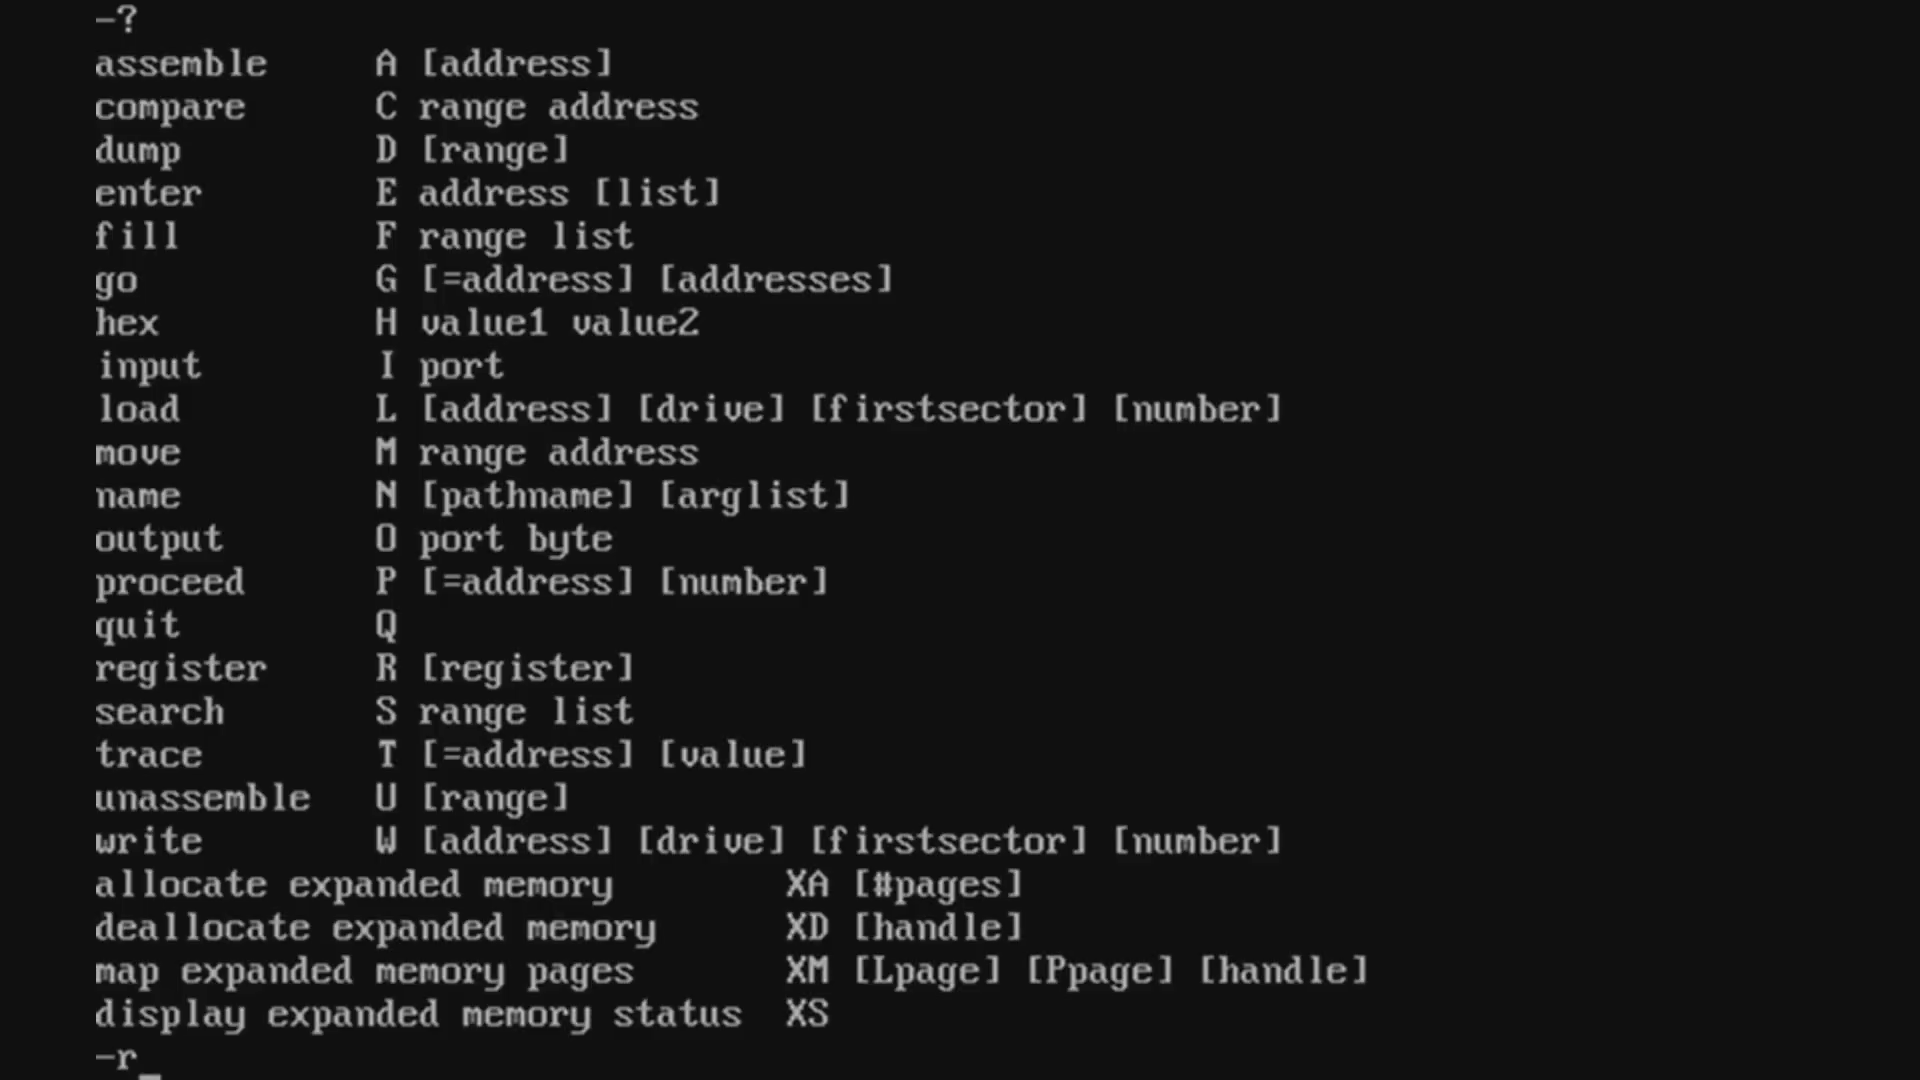 -?
assemble     A [address]
compare      C range address
dump         D [range]
enter        E address [list]
fill         F range list
go           G [=address] [addresses]
hex          H value1 value2
input        I port
load         L [address] [drive] [firstsector] [number]
move         M range address
name         N [pathname] [arglist]
output       O port byte
proceed      P [=address] [number]
quit         Q
register     R [register]
search       S range list
trace        T [=address] [value]
unassemble   U [range]
write        W [address] [drive] [firstsector] [number]
allocate expanded memory        XA [#pages]
deallocate expanded memory      XD [handle]
map expanded memory pages       XM [Lpage] [Ppage] [handle]
display expanded memory status  XS
-r_